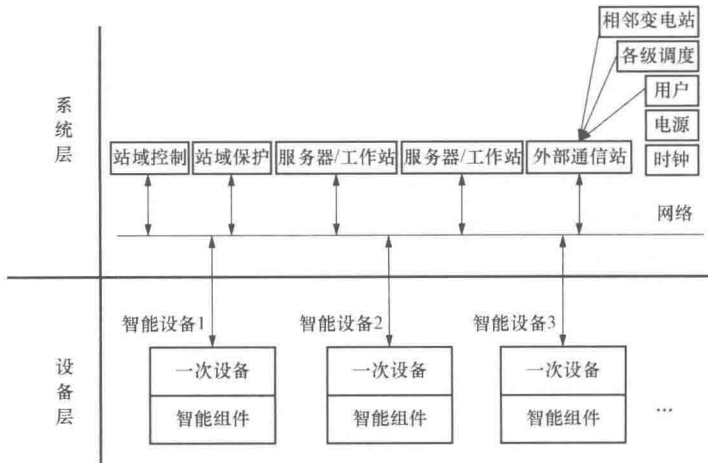 相邻变电站
各级调度
用户
电源
时钟
系统层
站域控制 站域保护 服务器/工作站 服务器/工作站 外部通信站
网络
智能设备1 智能设备2 智能设备3
设备层
一次设备 一次设备 一次设备
智能组件 智能组件 智能组件 …